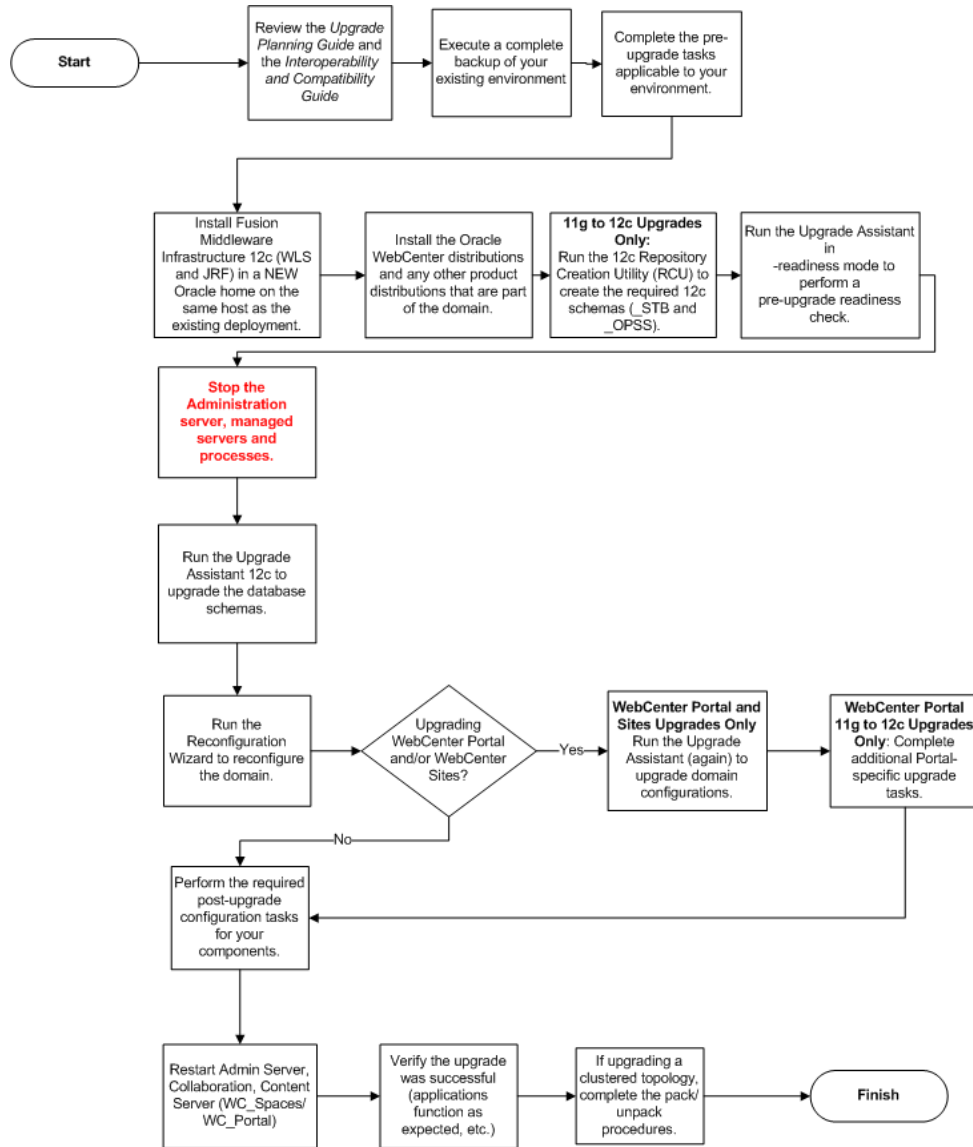 Start
Review the Upgrade
Planning Guide and
the Interoperability
and Compatibility
Guide
Execute a complete
backup of your
existing environment
Complete the pre-
upgrade tasks
applicable to your
environment.
Install Fusion
Middleware
Infrastructure 12c (WLS
and JRF) in a NEW
Oracle home on the
same host as the
existing deployment.
Install the Oracle
WebCenter distributions
and any other product
distributions that are part
of the domain.
11g to 12c Upgrades
Only:
Run the 12c Repository
Creation Utility (RCU) to
create the required 12c
schemas (_STB and
_OPSS).
Run the Upgrade Assistant
in
-readiness mode to
perform a
pre-upgrade readiness
check.
Stop the
Administration
server, managed
servers and
processes.
Run the Upgrade
Assistant 12c to
upgrade the database
schemas.
Run the
Reconfiguration
Wizard to reconfigure
the domain.
Upgrading
WebCenter Portal
and/or WebCenter
Sites?
Yes
WebCenter Portal and
Sites Upgrades Only
Run the Upgrade
Assistant (again) to
upgrade domain
configurations.
WebCenter Portal
11g to 12c Upgrades
Only: Complete
additional Portal-
specific upgrade
tasks.
No
Perform the required
post-upgrade
configuration tasks
for your
components.
Restart Admin Server,
Collaboration, Content
Server (WC_Spaces/
WC_Portal)
Verify the upgrade
was successful
(applications
function as
expected, etc.)
If upgrading a
clustered topology,
complete the pack/
unpack
procedures.
Finish